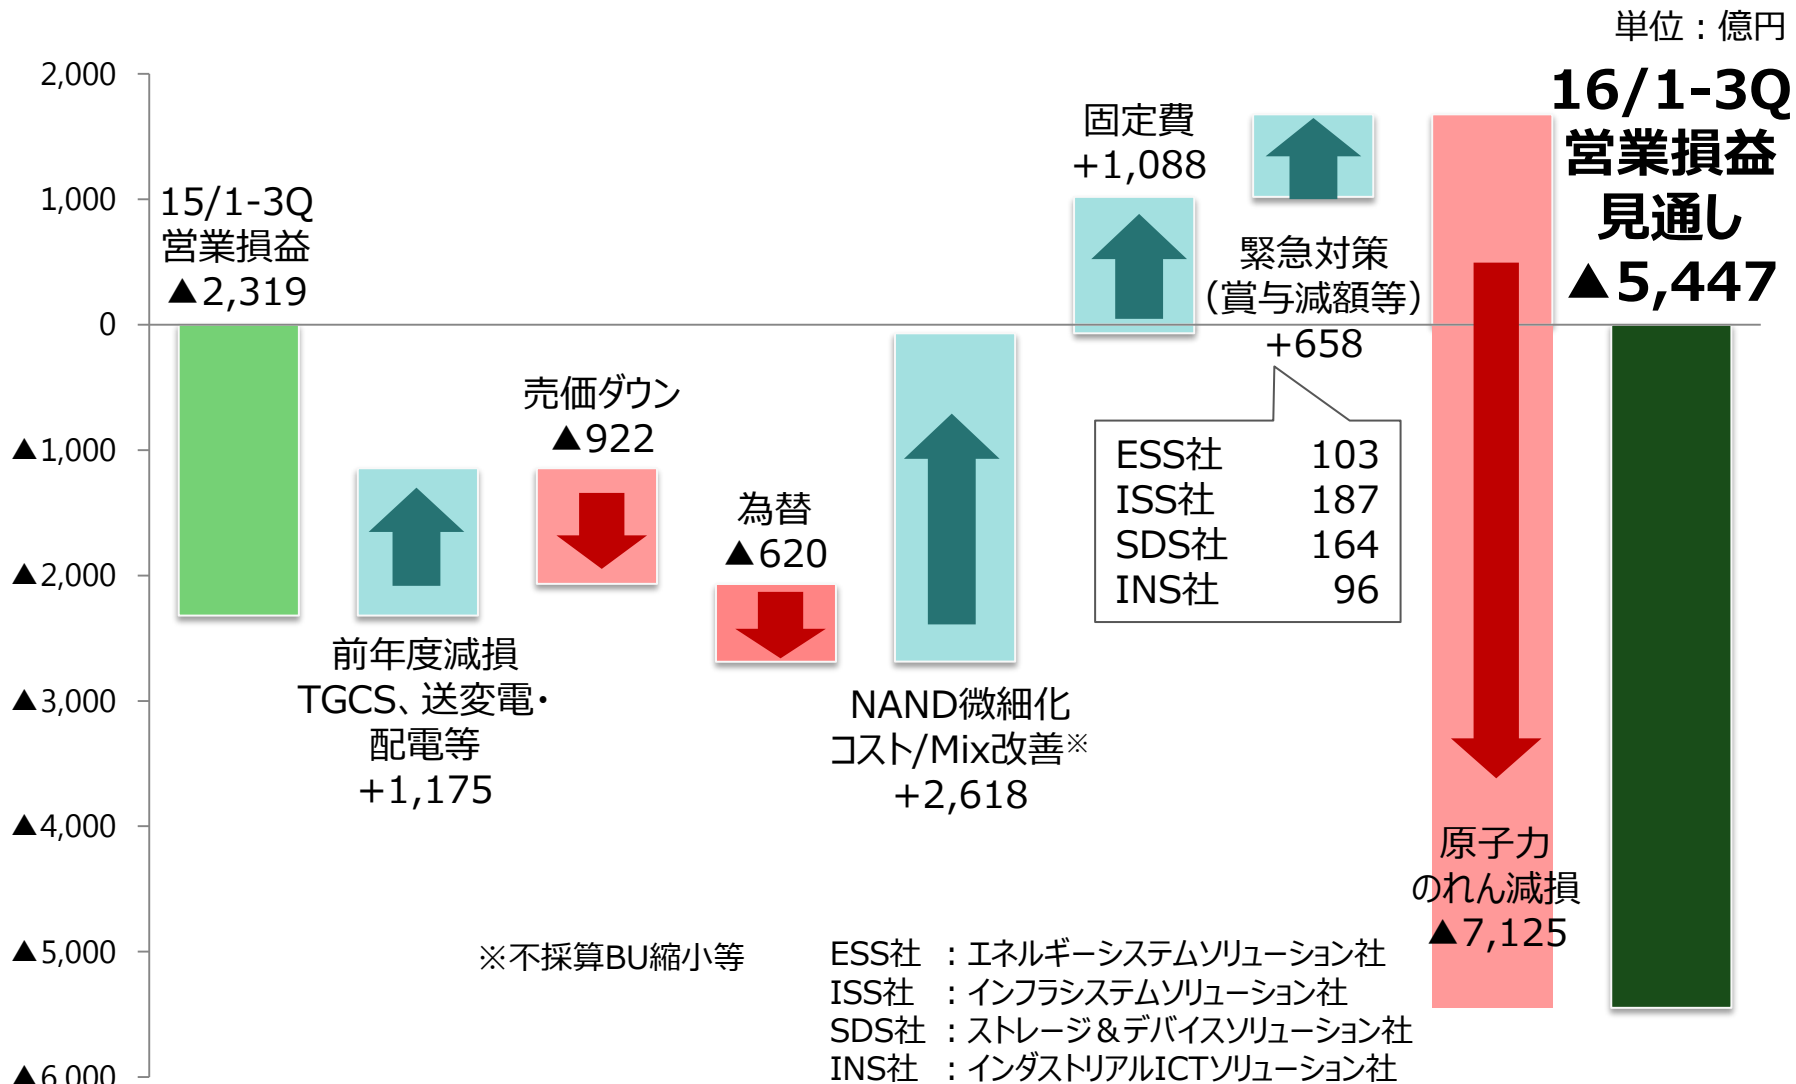 単位：億円
2,000
1,000
0
▲1,000
▲2,000
▲3,000
▲4,000
▲5,000
▲6,000
15/1-3Q
営業損益
▲2,319
前年度減損
TGCS、送変電・
配電等
+1,175
売価ダウン
▲922
為替
▲620
NAND微細化
コスト/Mix改善※
+2,618
固定費
+1,088
緊急対策
（賞与減額等）
+658
ESS社 103
ISS社 187
SDS社 164
INS社 96
原子力
のれん減損
▲7,125
16/1-3Q
営業損益
見通し
▲5,447
※不採算BU縮小等
ESS社 ：エネルギーシステムソリューション社
ISS社 ：インフラシステムソリューション社
SDS社 ：ストレージ＆デバイスソリューション社
INS社 ：インダストリアルICTソリューション社